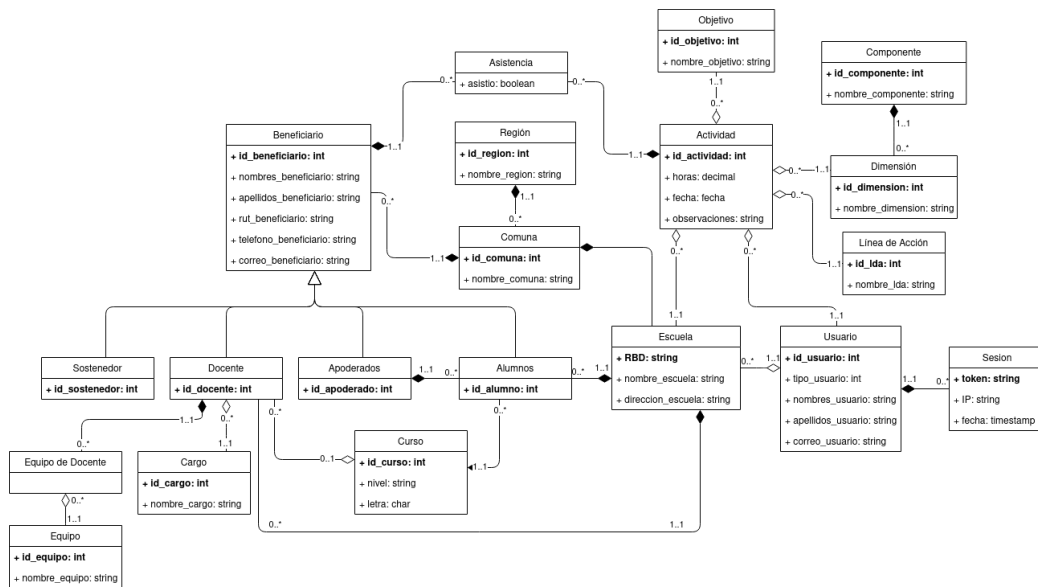 Objetivo
+ id_objetivo: int
+ nombre_objetivo: string
1..1
0..*
Componente
+ id_componente: int
+ nombre_componente: string
1..1
0..*
Asistencia
+ asistio: boolean
0..*
0..*
Beneficiario
+ id_beneficiario: int
+ nombres_beneficiario: string
+ apellidos_beneficiario: string
+ rut_beneficiario: string
+ telefono_beneficiario: string
+ correo_beneficiario: string
1..1
0..*
1..1
Región
+ id_region: int
+ nombre_region: string
1..1
0..*
Actividad
+ id_actividad: int
+ horas: decimal
+ fecha: fecha
+ observaciones: string
1..1
0..*
1..1
0..*
1..1
0..*
0..*
Dimensión
+ id_dimension: int
+ nombre_dimension: string
Comuna
+ id_comuna: int
+ nombre_comuna: string
Línea de Acción
+ id_lda: int
+ nombre_lda: string
1..1
1..1
Sostenedor
+ id_sostenedor: int
Docente
+ id_docente: int
Apoderados
+ id_apoderado: int
1..1
0..*
Alumnos
+ id_alumno: int
0..*
1..1
Escuela
+ RBD: string
+ nombre_escuela: string
+ direccion_escuela: string
0..*
1..1
Usuario
+ id_usuario: int
+ tipo_usuario: int
+ nombres_usuario: string
+ apellidos_usuario: string
+ correo_usuario: string
1..1
0..*
Sesion
+ token: string
+ IP: string
+ fecha: timestamp
1..1
0..*
0..*
1..1
0..*
0..1
0..*
1..1
Equipo de Docente
0..*
1..1
Cargo
+ id_cargo: int
+ nombre_cargo: string
Curso
+ id_curso: int
+ nivel: string
+ letra: char
0..*
1..1
Equipo
+ id_equipo: int
+ nombre_equipo: string